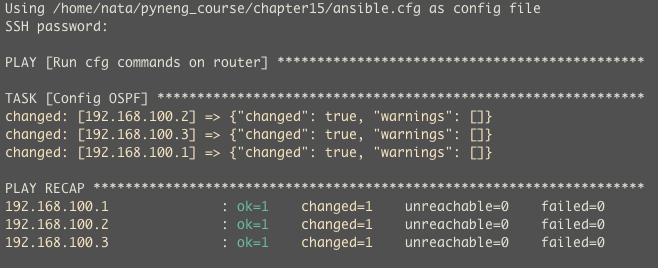 Using /home/nata/pyneng_course/chapter15/ansible.cfg as config file
SSH password:
PLAY [Run cfg commands on router] **********************************************
TASK [Config OSPF] *************************************************************
changed: [192.168.100.2] => {"changed": true, "warnings": []}
changed: [192.168.100.3] => {"changed": true, "warnings": []}
changed: [192.168.100.1] => {"changed": true, "warnings": []}
PLAY RECAP *********************************************************************
192.168.100.1              : ok=1    changed=1    unreachable=0    failed=0
192.168.100.2              : ok=1    changed=1    unreachable=0    failed=0
192.168.100.3              : ok=1    changed=1    unreachable=0    failed=0